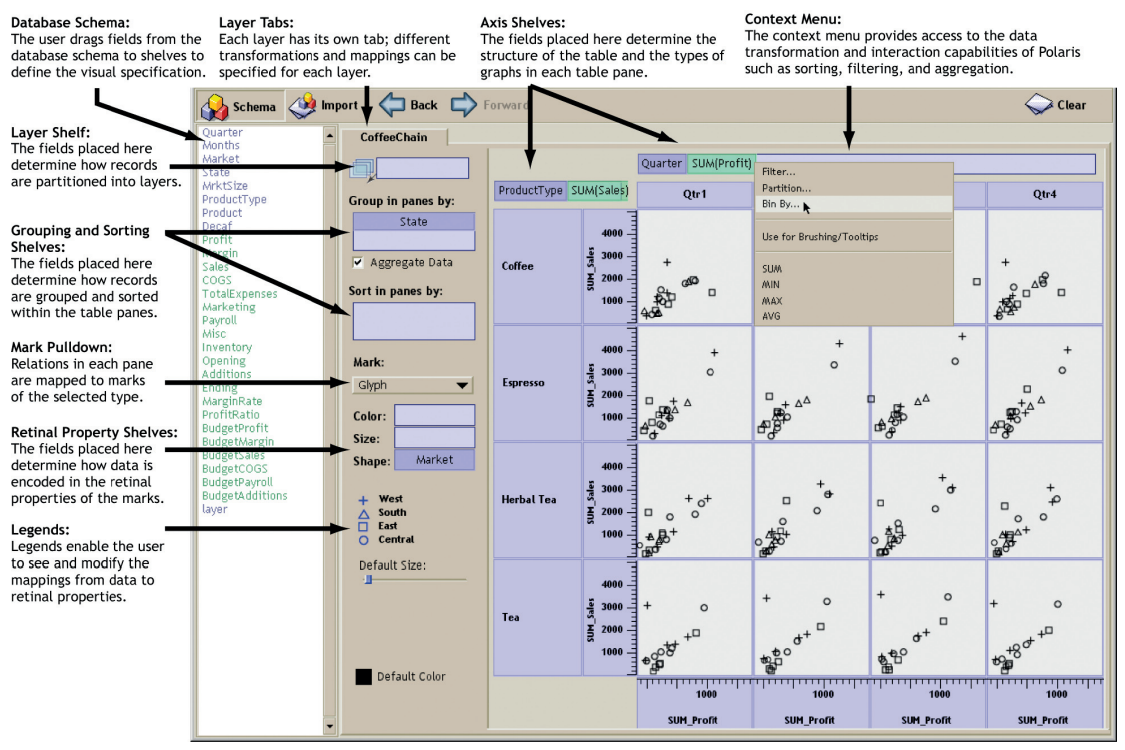 Database Schema:
The user drags fields from the
database schema to shelves to
define the visual specification.
Layer Tabs:
Each layer has its own tab; different
transformations and mappings can be
specified for each layer.
Axis Shelves:
The fields placed here determine the
structure of the table and the types of
graphs in each table pane.
Context Menu:
The context menu provides access to the data
transformation and interaction capabilities of Polaris
such as sorting, filtering, and aggregation.
Layer Shelf:
The fields placed here
determine how records
are partitioned into layers.
Grouping and Sorting
Shelves:
The fields placed here
determine how records
are grouped and sorted
within the table panes.
Mark Pulldown:
Relations in each pane
are mapped to marks
of the selected type.
Retinal Property Shelves:
The fields placed here
determine how data is
encoded in the retinal
properties of the marks.
Legends:
Legends enable the user
to see and modify the
mappings from data to
retinal properties.
Schema
Import
Back
Forward
Clear
Quarter
Months
Market
State
MrktSize
ProductType
Product
Decaf
Profit
Margin
Sales
COGS
TotalExpenses
Marketing
Payroll
Misc
Inventory
Opening
Additions
Ending
MarginRate
ProfitRatio
BudgetProfit
BudgetMargin
BudgetSales
BudgetCOGS
BudgetPayroll
BudgetAdditions
layer
CoffeeChain
Group in panes by:
State
Aggregate Data
Sort in panes by:
Mark:
Glyph
Color:
Size:
Shape: Market
West
South
East
Central
Default Size:
Default Color
Quarter SUM(Profit)
ProductType SUM(Sales)
Qtr1
Qtr4
Filter...
Partition...
Bin By...
Use for Brushing/Tooltips
SUM
MIN
MAX
AVG
Coffee
SUM_Sales
4000
3000
2000
1000
Espresso
SUM_Sales
4000
3000
2000
1000
Herbal Tea
SUM_Sales
4000
3000
2000
1000
Tea
SUM_Sales
4000
3000
2000
1000
1000
1000
1000
1000
SUM_Profit
SUM_Profit
SUM_Profit
SUM_Profit